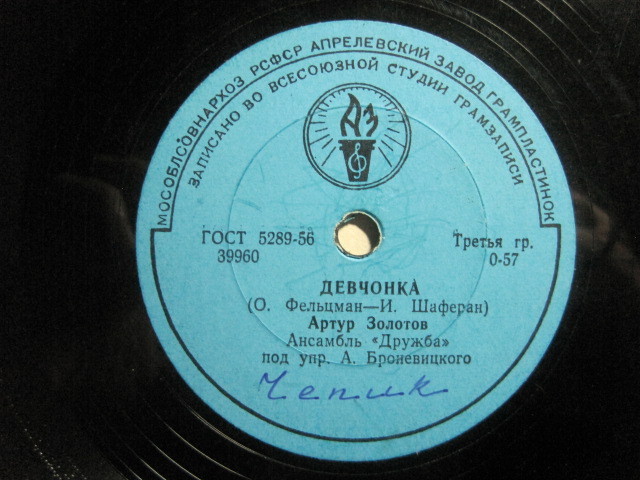 МОСОБЛСОВНАРХОЗ РСФСР АПРЕЛЕВСКИЙ ЗАВОД ГРАМПЛАСТИНОК
ЗАПИСАНО ВО ВСЕСОЮЗНОЙ СТУДИИ ГРАМЗАПИСИ
АЗ
ГОСТ 5289-56 Третья гр.
39960 0-57
ДЕВЧОНКА
(О. Фельцман—И. Шаферан)
Артур Золотов
Ансамбль «Дружба»
под упр. А. Броневицкого
Чепик